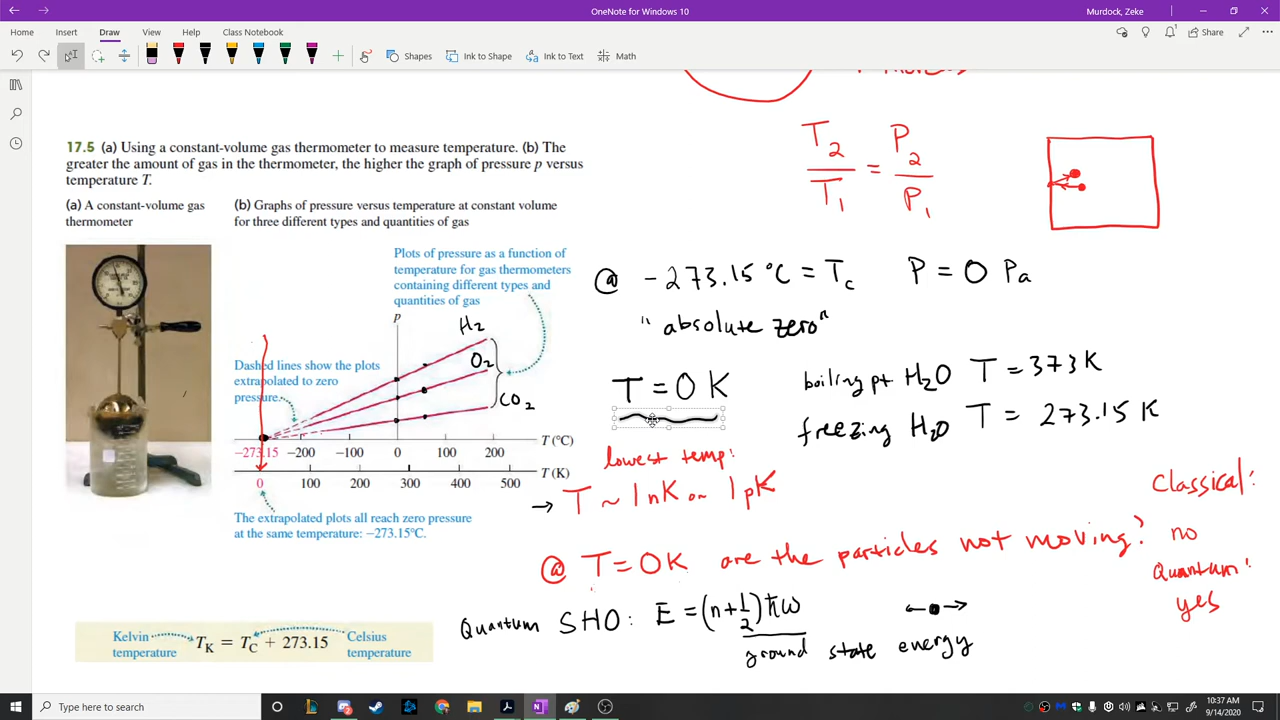 OneNote for Windows 10
Murdock, Zeke
Home Insert Draw View Help Class Notebook
Share
Shapes Ink to Shape Ink to Text Math
17.5 (a) Using a constant-volume gas thermometer to measure temperature. (b) The
greater the amount of gas in the thermometer, the higher the graph of pressure p versus
temperature T.
(a) A constant-volume gas
thermometer
(b) Graphs of pressure versus temperature at constant volume
for three different types and quantities of gas
Plots of pressure as a function of
temperature for gas thermometers
containing different types and
quantities of gas
p
H2
O2
CO2
Dashed lines show the plots
extrapolated to zero
pressure.
-273.15 -200 -100 0 100 200 T (°C)
0 100 200 300 400 500 T (K)
The extrapolated plots all reach zero pressure
at the same temperature: -273.15°C.
Kelvin temperature TK = TC + 273.15 Celsius temperature
T2/T1 = P2/P1
@ -273.15 °C = Tc P = 0 Pa
"absolute zero"
T = 0 K
boiling pt H2O T = 373 K
freezing H2O T = 273.15 K
lowest temp:
→ T ~ 1 nK or 1 pK
@ T = 0K are the particles not moving?
Classical:
no
Quantum:
yes
Quantum SHO: E = (n + 1/2) ħω
ground state energy
Type here to search
10:37 AM
9/14/2020